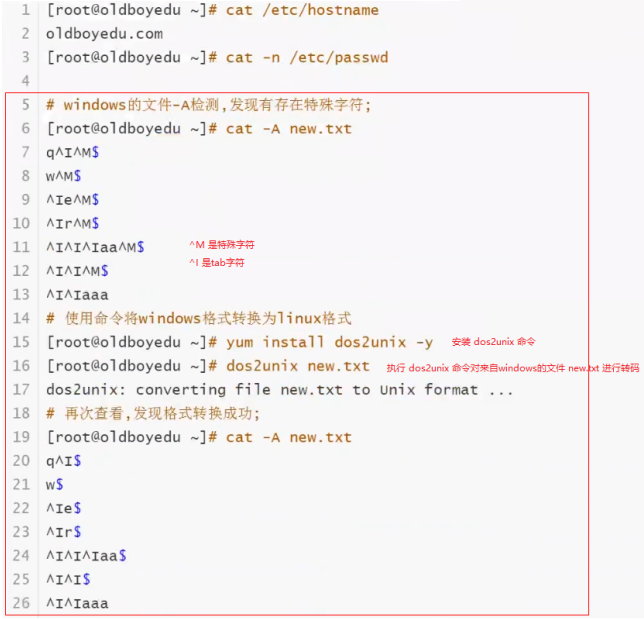 1 [root@oldboyedu ~]# cat /etc/hostname
2 oldboyedu.com
3 [root@oldboyedu ~]# cat -n /etc/passwd
4
5 # windows的文件-A检测,发现有存在特殊字符;
6 [root@oldboyedu ~]# cat -A new.txt
7 q^I^M$
8 w^M$
9 ^Ie^M$
10 ^Ir^M$
11 ^I^I^Iaa^M$ ^M 是特殊字符
^I 是tab字符
12 ^I^I^M$
13 ^I^Iaaa
14 # 使用命令将windows格式转换为linux格式
15 [root@oldboyedu ~]# yum install dos2unix -y 安装 dos2unix 命令
16 [root@oldboyedu ~]# dos2unix new.txt 执行 dos2unix 命令对来自windows的文件 new.txt 进行转码
17 dos2unix: converting file new.txt to Unix format ...
18 # 再次查看,发现格式转换成功;
19 [root@oldboyedu ~]# cat -A new.txt
20 q^I$
21 w$
22 ^Ie$
23 ^Ir$
24 ^I^I^Iaa$
25 ^I^I$
26 ^I^Iaaa